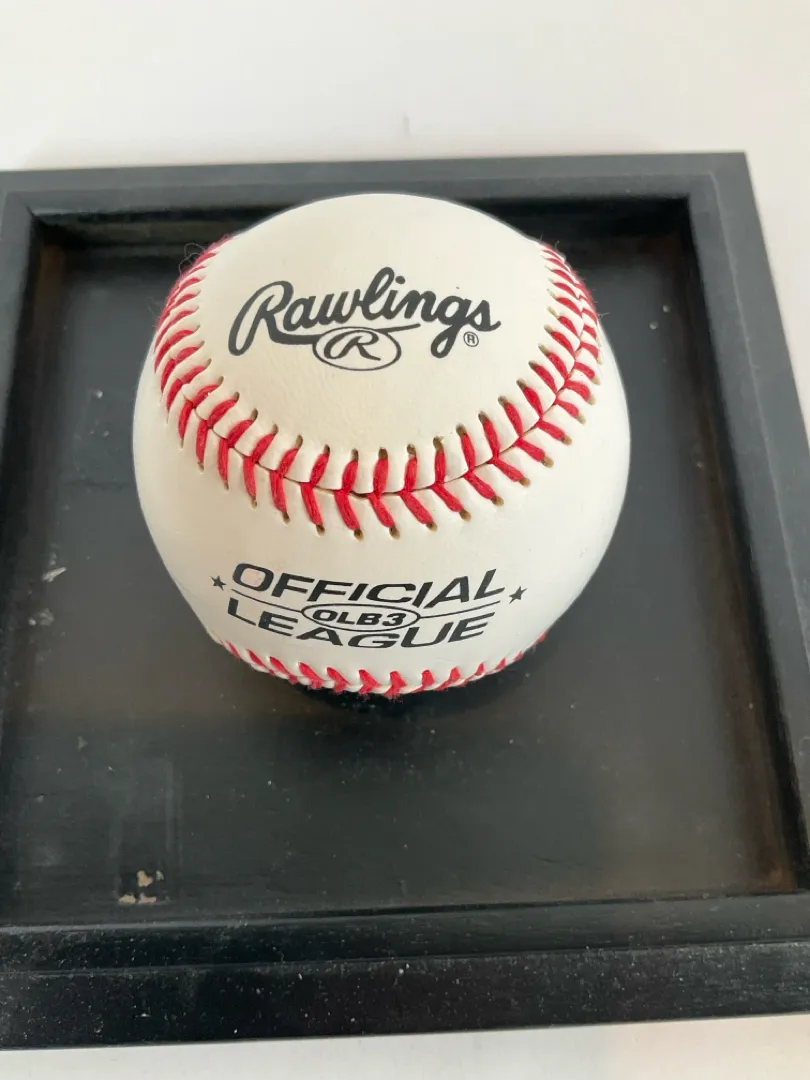 Rawlings®
R
OFFICIAL
OLB3
LEAGUE